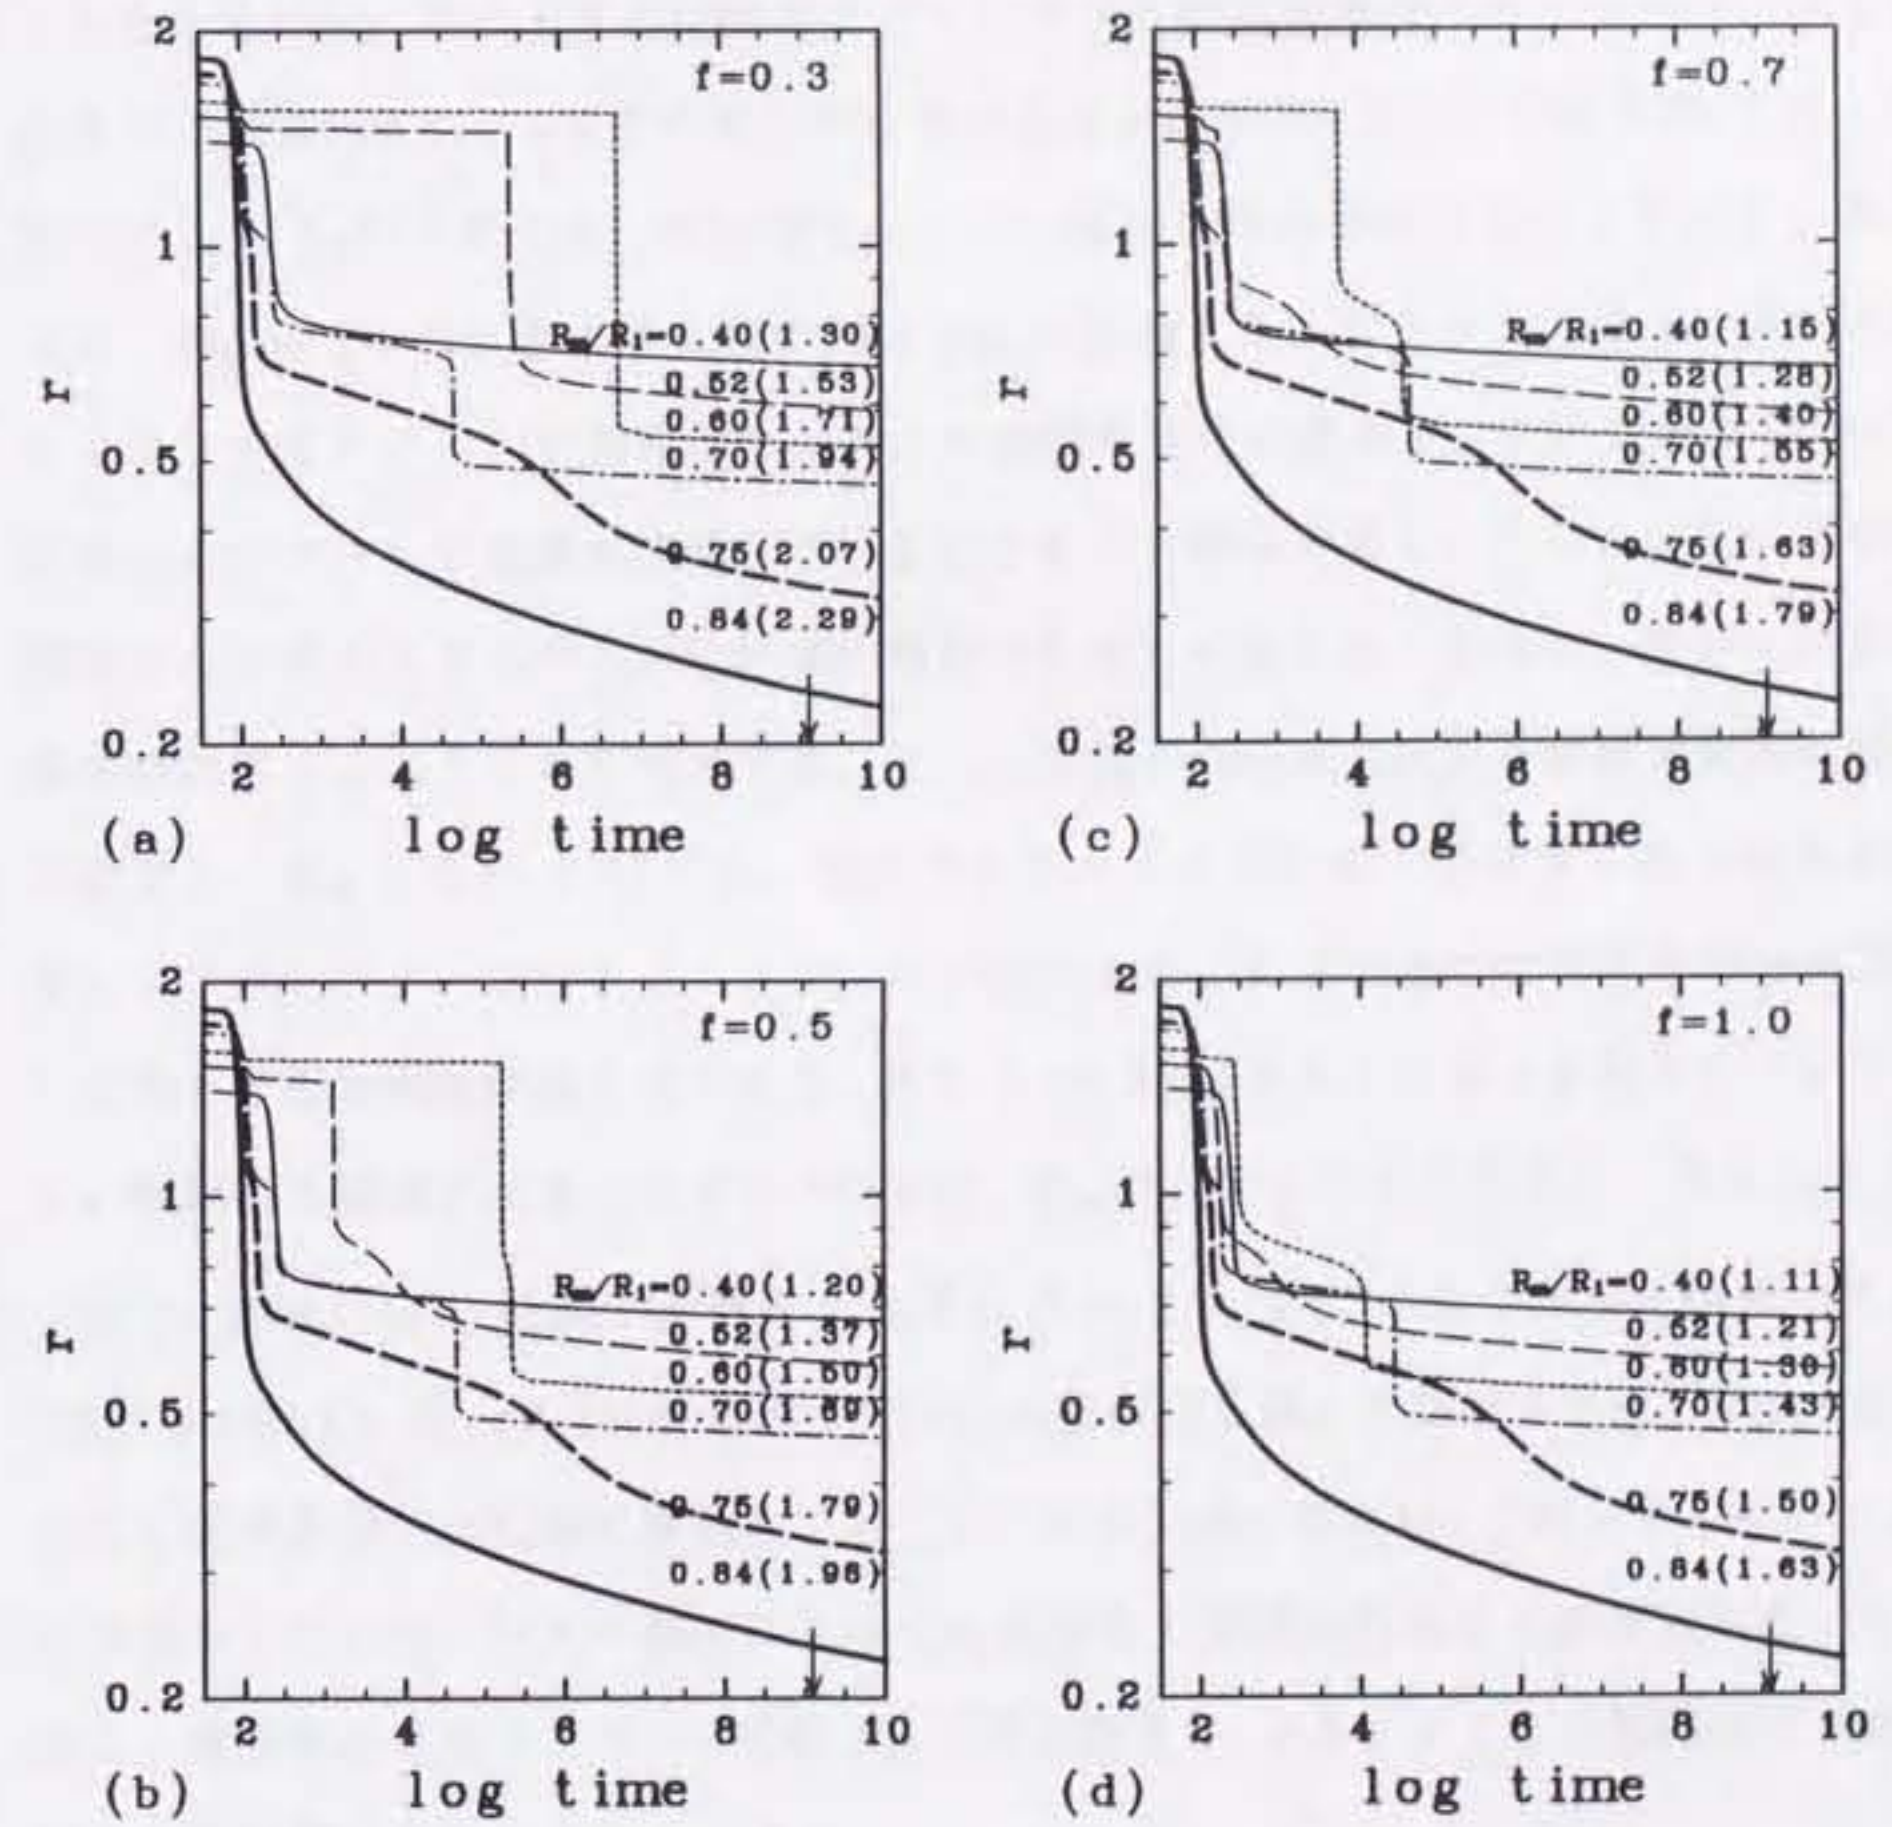 2
f=0.3
1
r
R_m/R_1=0.40(1.30)
0.52(1.53)
0.60(1.71)
0.5
0.70(1.94)
0.75(2.07)
0.84(2.29)
0.2
2 4 6 8 10
(a) log time
2
f=0.7
1
r
R_m/R_1=0.40(1.15)
0.52(1.28)
0.60(1.40)
0.5
0.70(1.55)
0.75(1.63)
0.84(1.79)
0.2
2 4 6 8 10
(c) log time
2
f=0.5
1
r
R_m/R_1=0.40(1.20)
0.52(1.37)
0.60(1.50)
0.5
0.70(1.69)
0.75(1.79)
0.84(1.96)
0.2
2 4 6 8 10
(b) log time
2
f=1.0
1
r
R_m/R_1=0.40(1.11)
0.52(1.21)
0.60(1.30)
0.5
0.70(1.43)
0.75(1.50)
0.84(1.63)
0.2
2 4 6 8 10
(d) log time